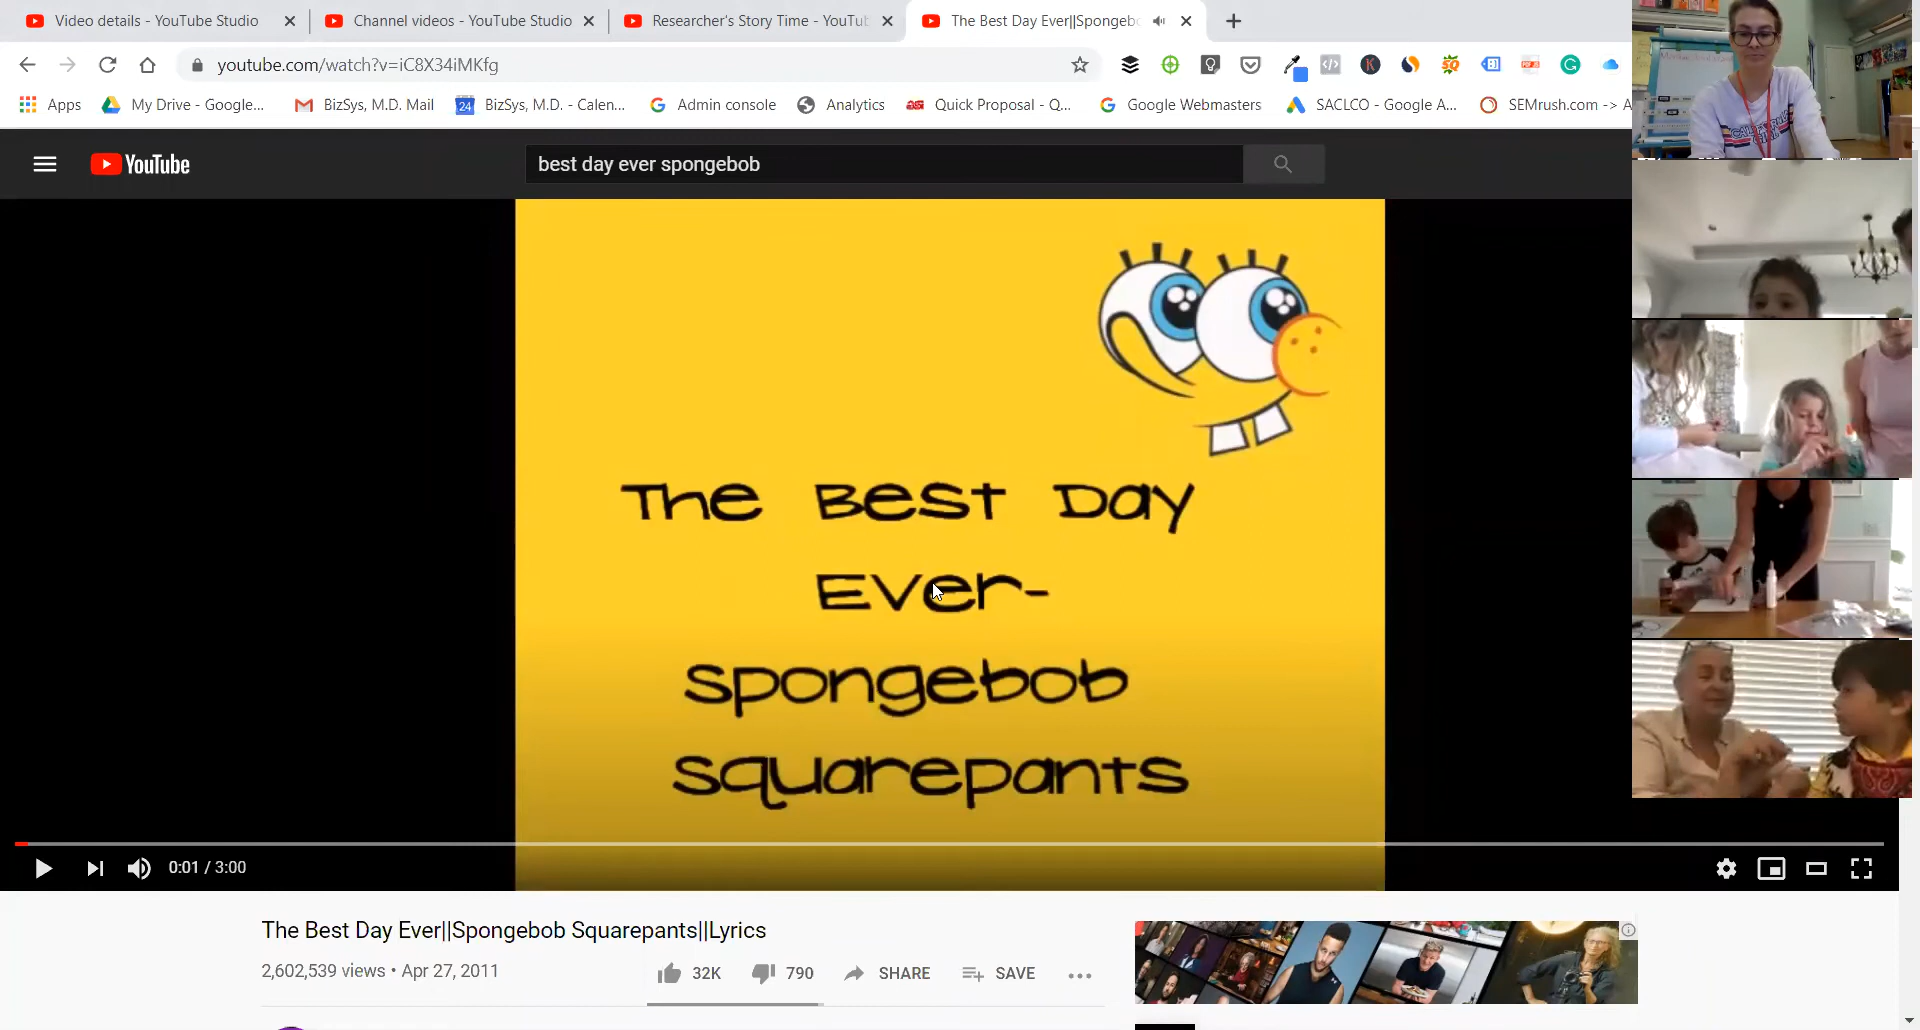 Video details - YouTube Studio
Channel videos - YouTube Studio
Researcher's Story Time - YouTub
The Best Day Ever||Spongebo
youtube.com/watch?v=iC8X34iMKfg
Apps
My Drive - Google...
BizSys, M.D. Mail
24
BizSys, M.D. - Calen...
Admin console
Analytics
Quick Proposal - Q...
Google Webmasters
SACLCO - Google A...
SEMrush.com -> A
YouTube
best day ever spongebob
The Best Day
Ever-
Spongebob
Squarepants
0:01 / 3:00
The Best Day Ever||Spongebob Squarepants||Lyrics
2,602,539 views • Apr 27, 2011
32K
790
SHARE
SAVE